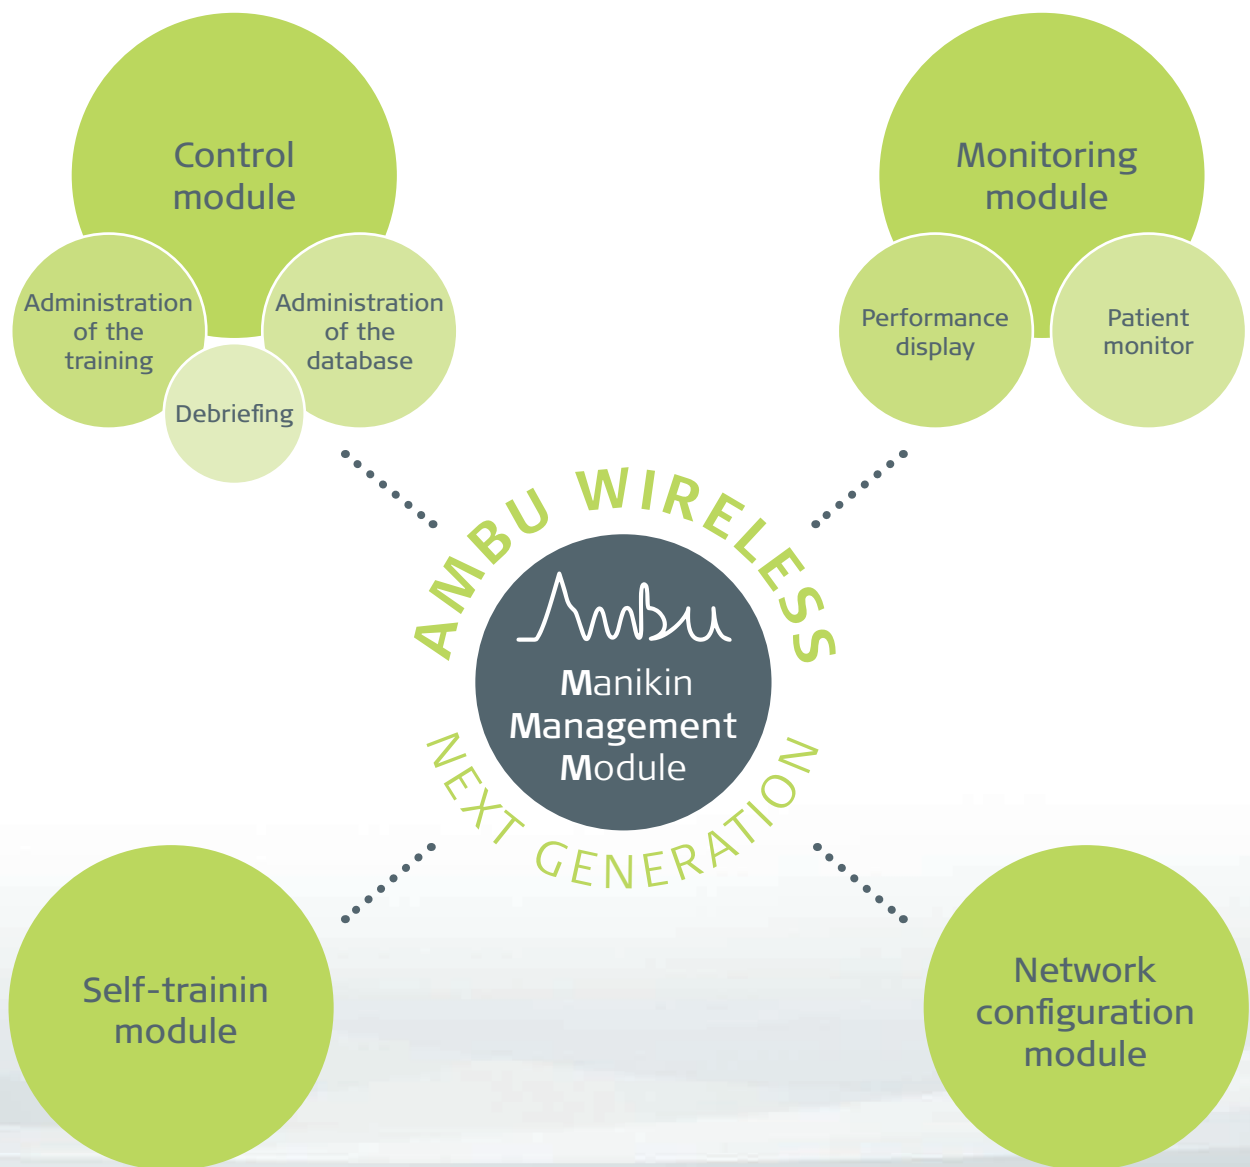 Control
module
Administration
of the
training
Administration
of the
database
Debriefing
Monitoring
module
Performance
display
Patient
monitor
AMBU WIRELESS
Ambu
Manikin
Management
Module
NEXT GENERATION
Self-trainin
module
Network
configuration
module